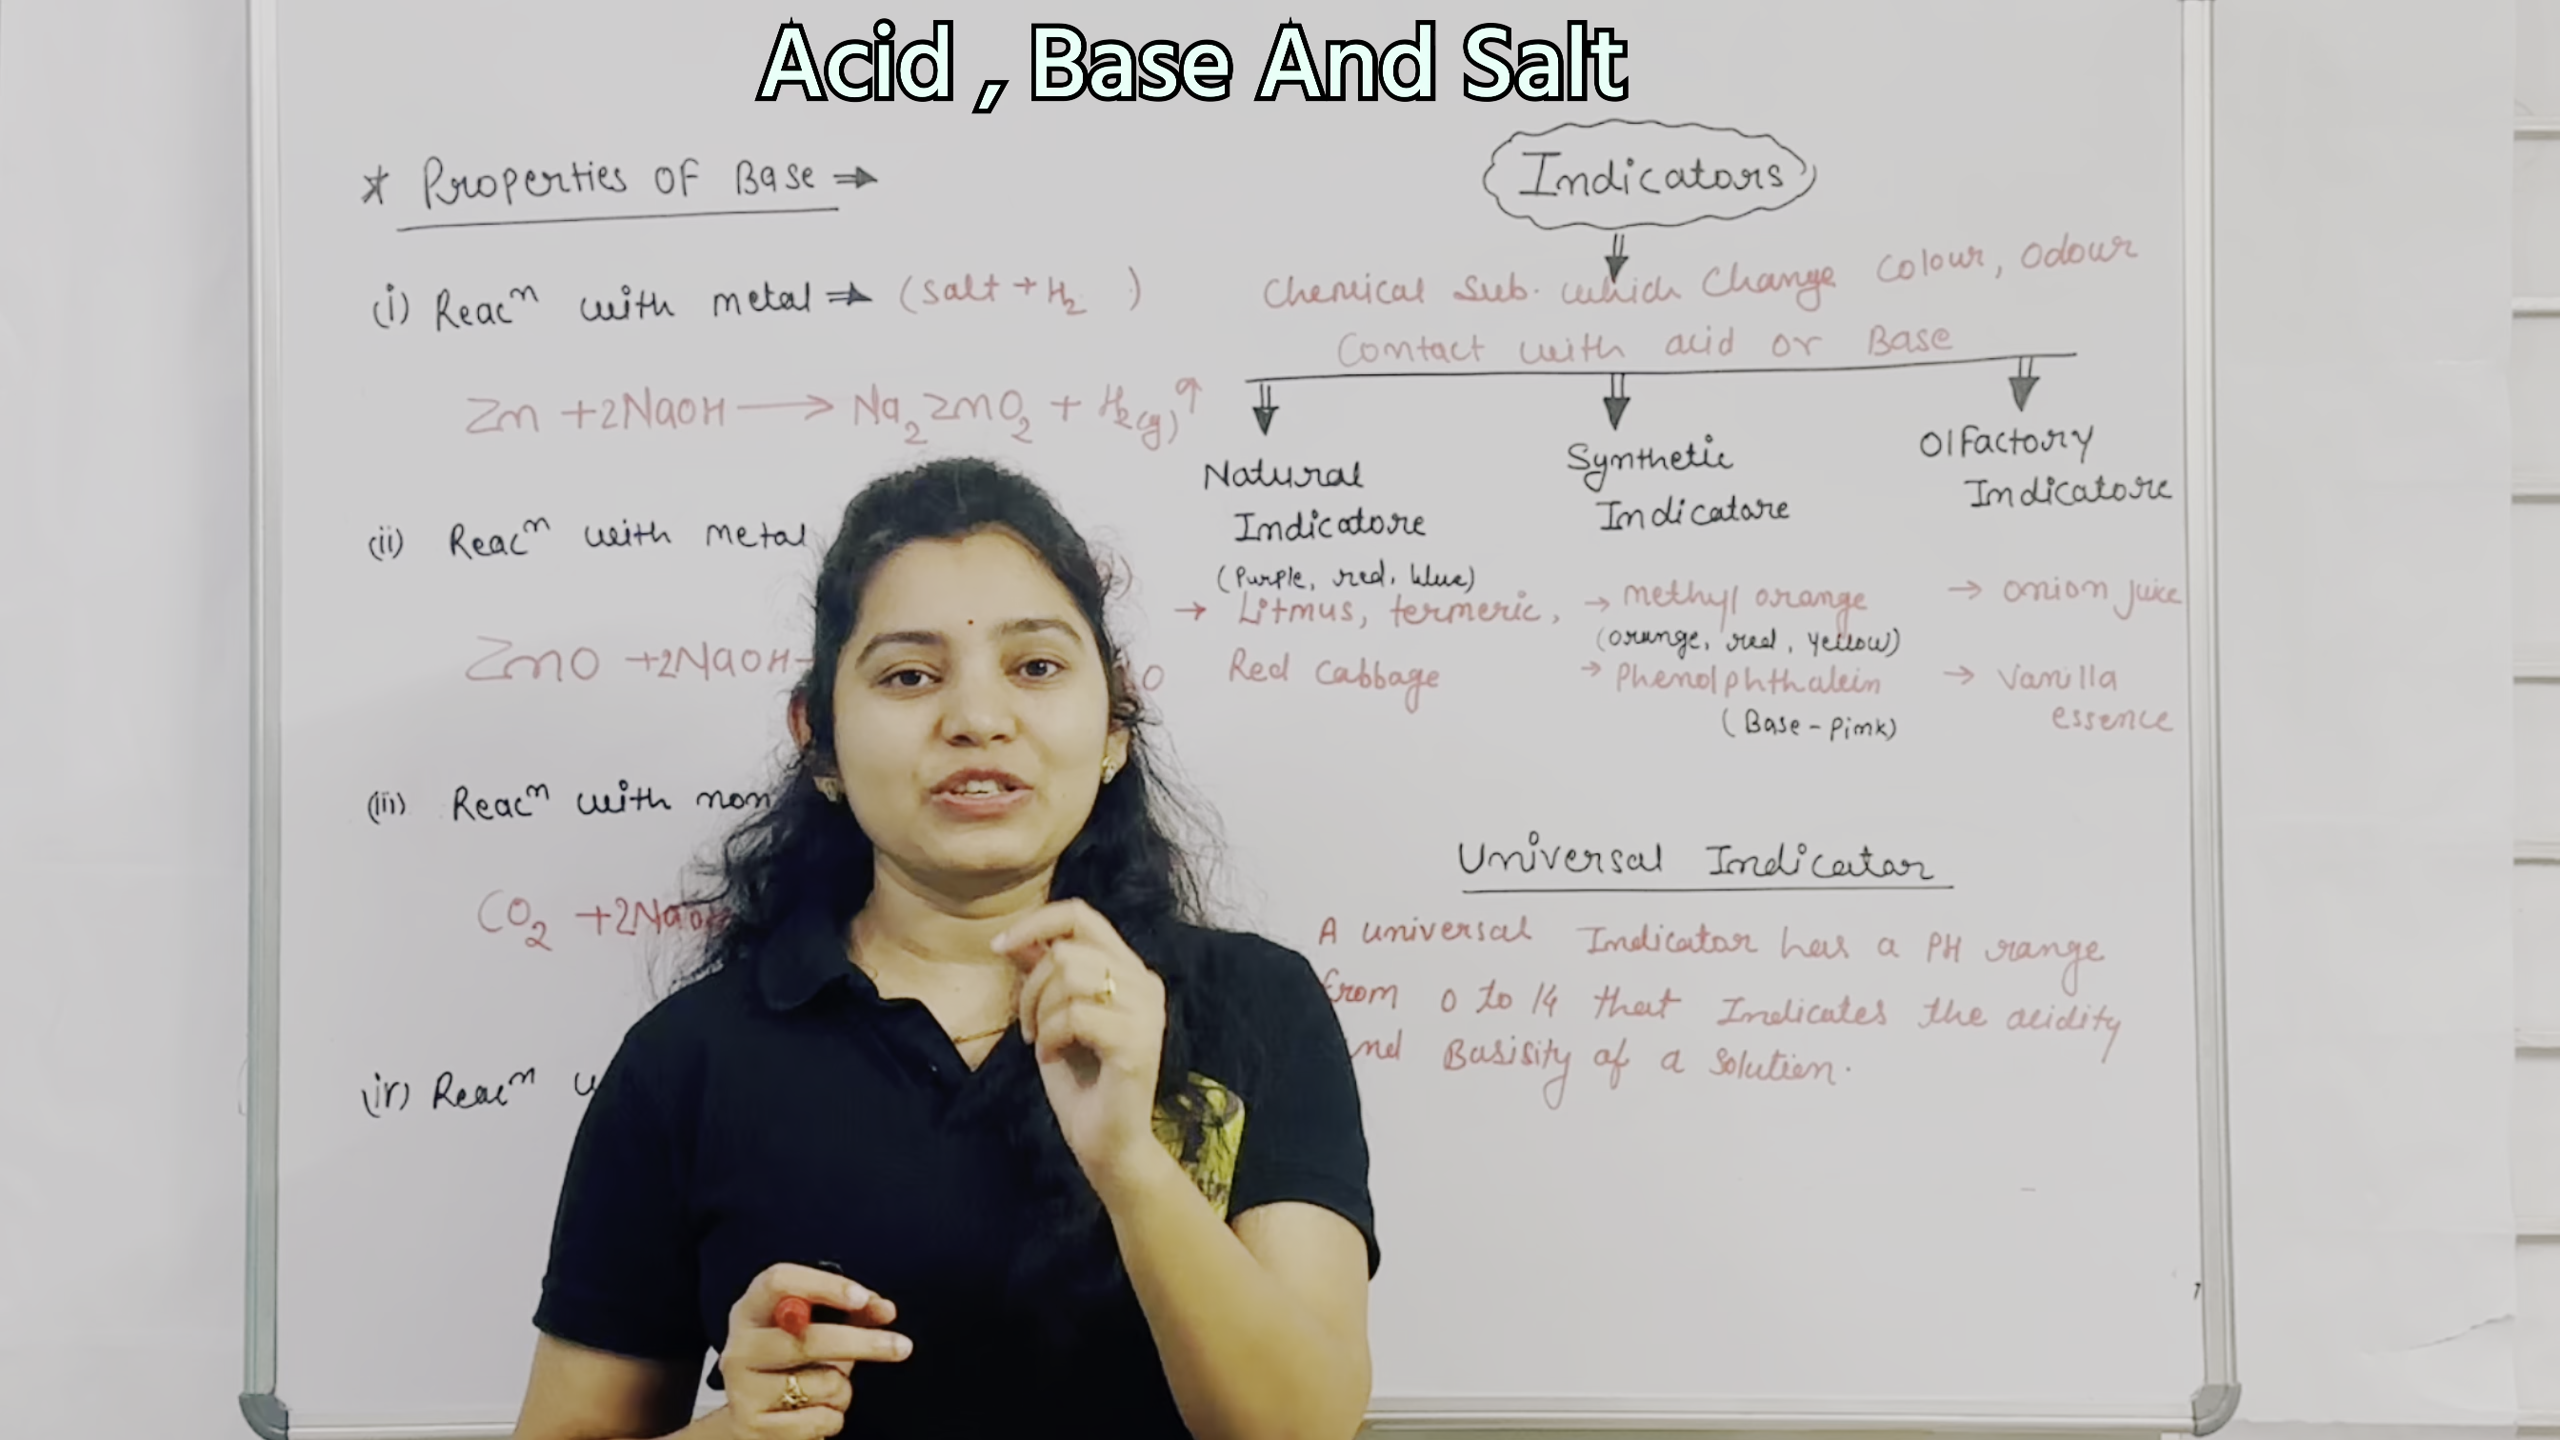 Acid , Base And Salt
* Properties of Base ⇒
(i) Reacⁿ with metal ⇒ (salt + H₂ )
Zn + 2NaOH ⟶ Na₂ZnO₂ + H₂(g)↑
(ii) Reacⁿ with metal
ZnO + 2NaOH
(iii) Reacⁿ with non
CO₂ + 2NaOH
(iv) Reacⁿ
Indicators
Chemical Sub. which Change Colour, Odour
Contact with acid or Base
Natural
Indicatore
(Purple, red, blue)
→ Litmus, termeric,
Red Cabbage
Synthetic
Indicatore
→ methyl orange
(orange, red, yellow)
→ Phenolphthalein
(Base - Pink)
Olfactory
Indicatore
→ onion juice
→ Vanilla
essence
Universal Indicator
A universal Indicator has a PH range
from 0 to 14 that Indicates the acidity
and Basisity of a solution.